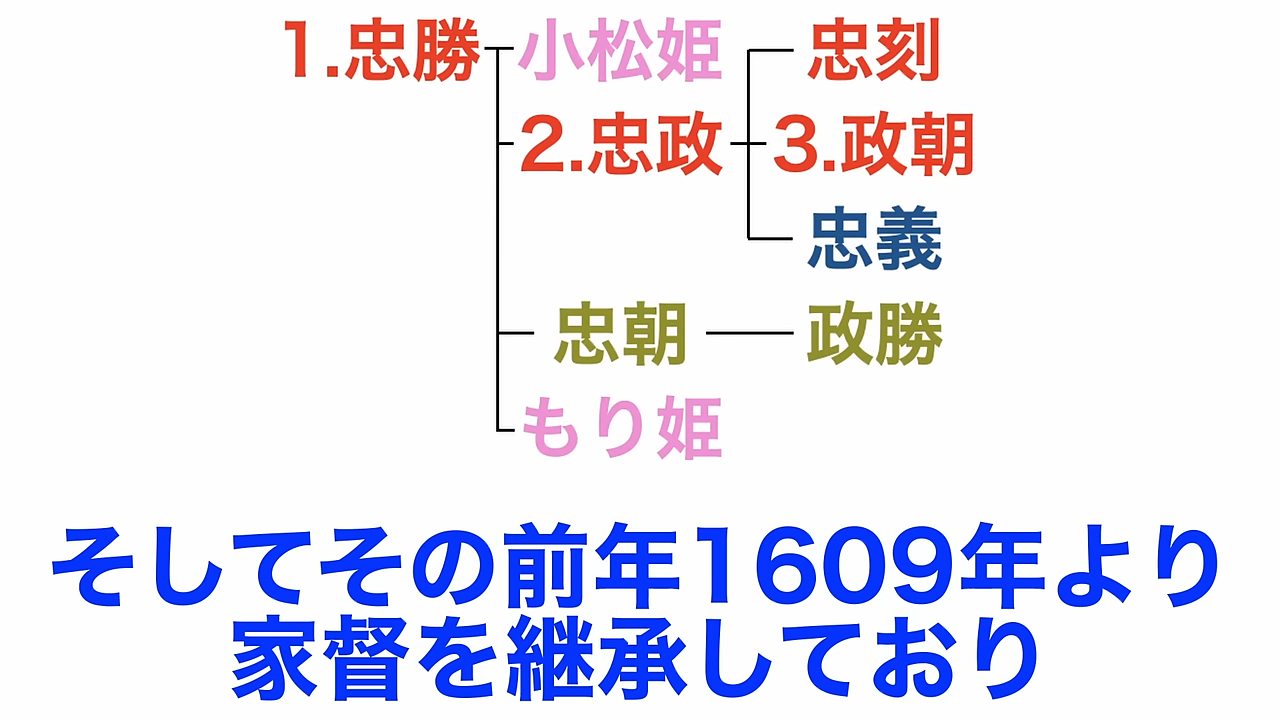 1.忠勝 小松姫 忠刻
2.忠政 3.政朝
忠義
忠朝 政勝
もり姫
そしてその前年1609年より
家督を継承しており